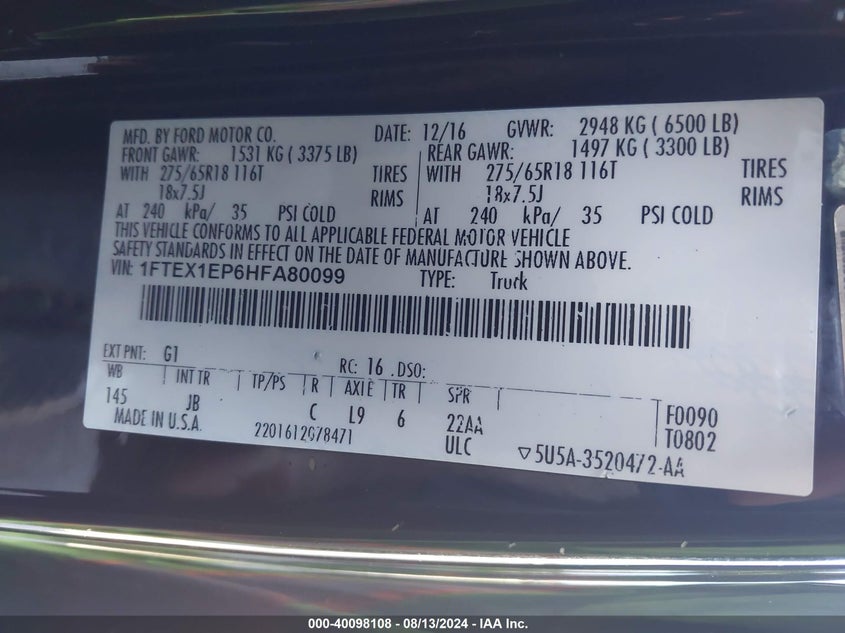 MFD. BY FORD MOTOR CO. DATE: 12/16 GVWR: 2948 KG ( 6500 LB)
FRONT GAWR: 1531 KG ( 3375 LB) REAR GAWR: 1497 KG ( 3300 LB)
WITH 275/65R18 116T TIRES WITH 275/65R18 116T TIRES
18x7.5J RIMS 18x7.5J RIMS
AT 240 kPa/ 35 PSI COLD AT 240 kPa/ 35 PSI COLD
THIS VEHICLE CONFORMS TO ALL APPLICABLE FEDERAL MOTOR VEHICLE
SAFETY STANDARDS IN EFFECT ON THE DATE OF MANUFACTURE SHOWN ABOVE
VIN: 1FTEX1EP6HFA80099 TYPE: Truck
EXT PNT: G1 RC: 16 DSO:
WB INT TR TP/PS R AXLE TR SPR
145 JB C L9 6 22AA F0090
MADE IN U.S.A. 2201612078471 ULC T0802
▽5U5A-3520472-AA
000-40098108 - 08/13/2024 - IAA Inc.